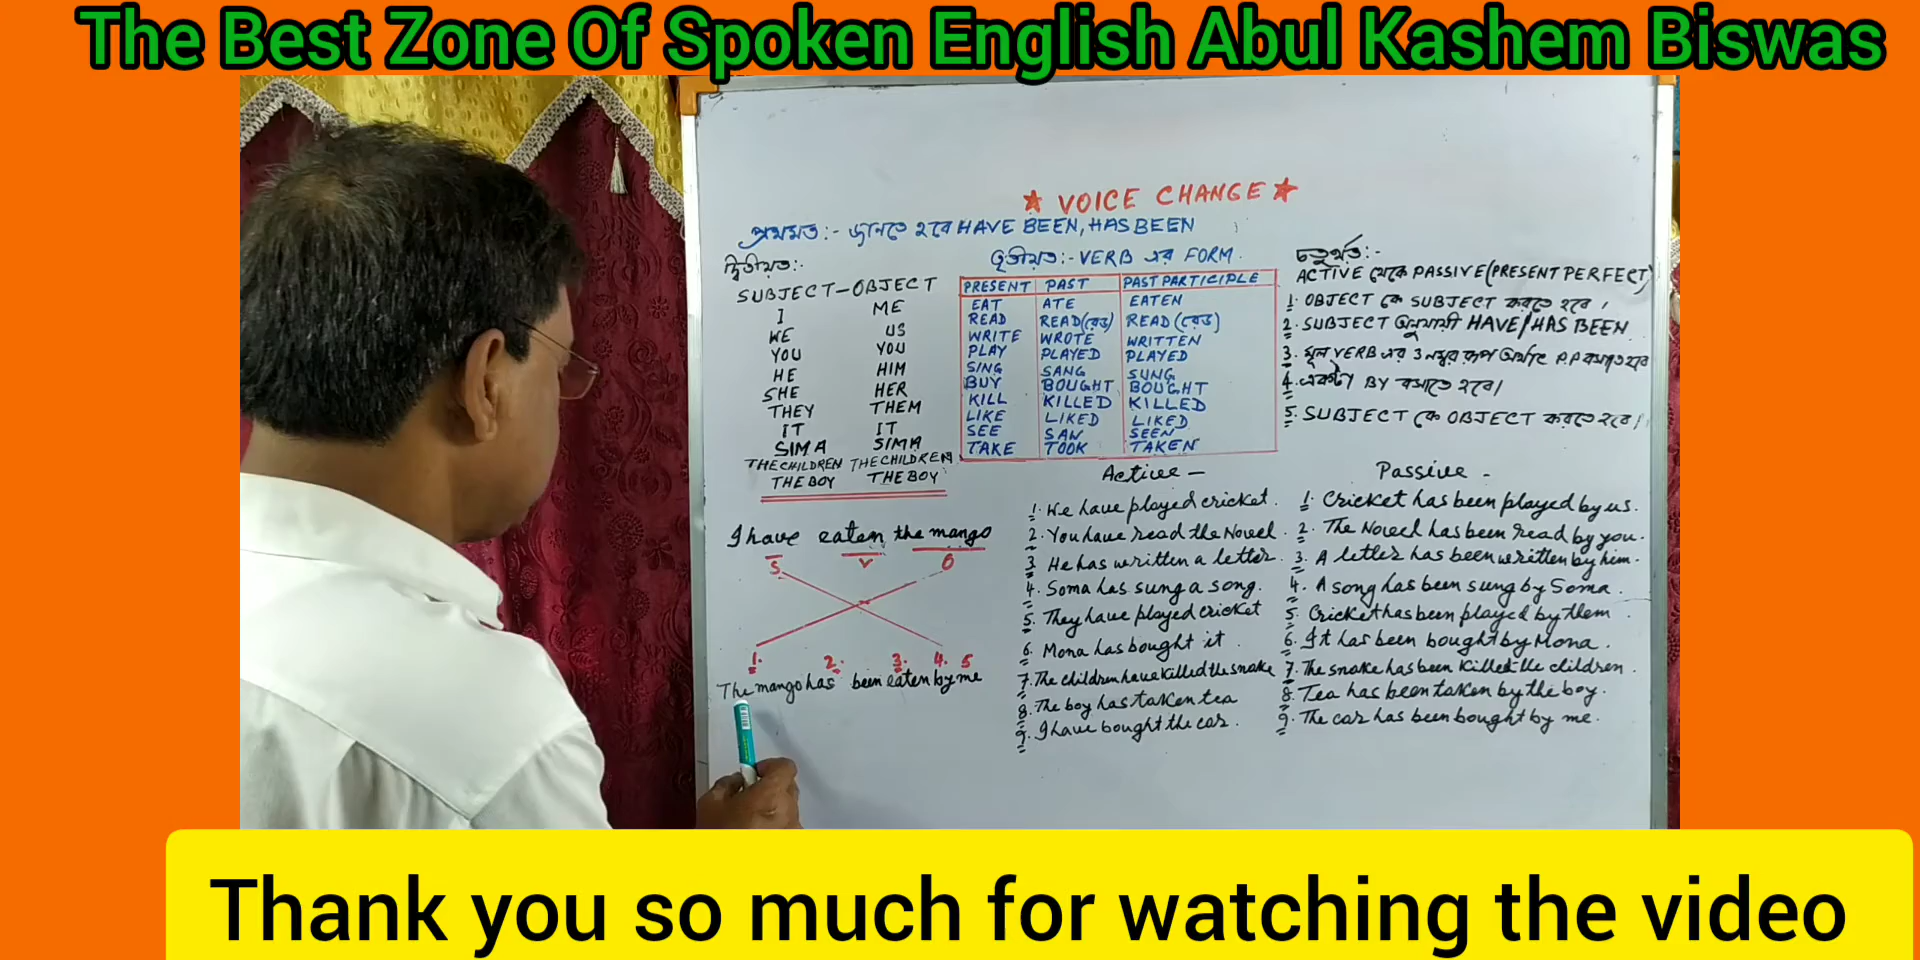 The Best Zone Of Spoken English Abul Kashem Biswas
★ VOICE CHANGE ★
প্রথমত:- জানতে হবে HAVE BEEN, HAS BEEN
দ্বিতীয়ত:-
SUBJECT-OBJECT
I ME
WE US
YOU YOU
HE HIM
SHE HER
THEY THEM
IT IT
SIMA SIMA
THE CHILDREN THE CHILDREN
THE BOY THE BOY
তৃতীয়ত:- VERB এর FORM.
PRESENT PAST PAST PARTICIPLE
EAT ATE EATEN
READ READ(রেড) READ (রেড)
WRITE WROTE WRITTEN
PLAY PLAYED PLAYED
SING SANG SUNG
BUY BOUGHT BOUGHT
KILL KILLED KILLED
LIKE LIKED LIKED
SEE SAW SEEN
TAKE TOOK TAKEN
চতুর্থত:-
ACTIVE থেকে PASSIVE(PRESENT PERFECT)
1. OBJECT কে SUBJECT করতে হবে।
2. SUBJECT অনুযায়ী HAVE/HAS BEEN
3. মূল VERB এর ৩ নম্বর রূপ অর্থাৎ P.P বসাতে হবে
4. একটা BY বসাতে হবে।
5. SUBJECT কে OBJECT করতে হবে।
I have eaten the mango
S V O
1. 2. 3. 4. 5
The mango has been eaten by me
Active -
1. We have played cricket.
2. You have read the Novel.
3. He has written a letter.
4. Soma has sung a song.
5. They have played cricket
6. Mona has bought it.
7. The children have killed the snake
8. The boy has taken tea
9. I have bought the car.
Passive -
1. Cricket has been played by us.
2. The Novel has been read by you.
3. A letter has been written by him.
4. A song has been sung by Soma.
5. Cricket has been played by them
6. It has been bought by Mona.
7. The snake has been killed the children.
8. Tea has been taken by the boy.
9. The car has been bought by me.
Thank you so much for watching the video